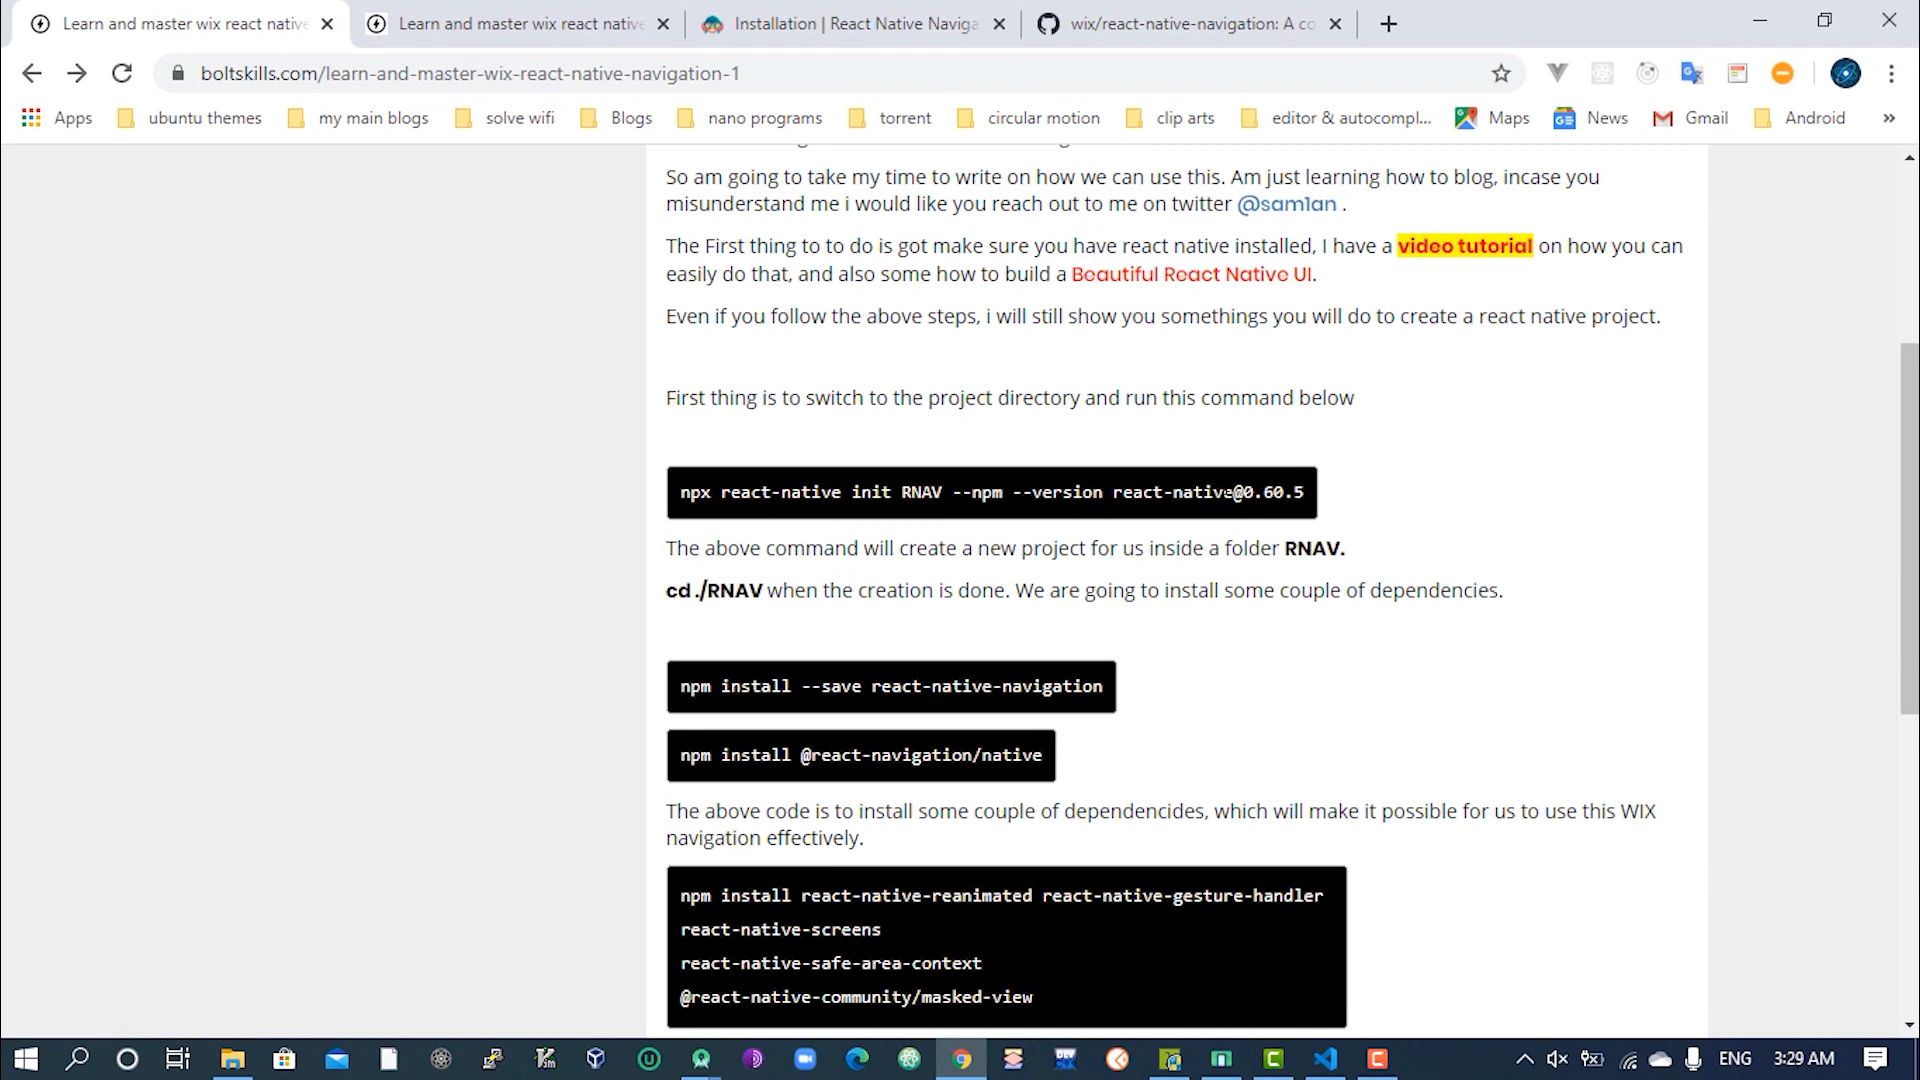 Learn and master wix react native
Learn and master wix react native
Installation | React Native Naviga
wix/react-native-navigation: A co
boltskills.com/learn-and-master-wix-react-native-navigation-1
Apps
ubuntu themes
my main blogs
solve wifi
Blogs
nano programs
torrent
circular motion
clip arts
editor & autocompl...
Maps
News
Gmail
Android
»
So am going to take my time to write on how we can use this. Am just learning how to blog, incase you
misunderstand me i would like you reach out to me on twitter @sam1an .
The First thing to to do is got make sure you have react native installed, I have a video tutorial on how you can
easily do that, and also some how to build a Beautiful React Native UI.
Even if you follow the above steps, i will still show you somethings you will do to create a react native project.
First thing is to switch to the project directory and run this command below
npx react-native init RNAV --npm --version react-native@0.60.5
The above command will create a new project for us inside a folder RNAV.
cd ./RNAV when the creation is done. We are going to install some couple of dependencies.
npm install --save react-native-navigation
npm install @react-navigation/native
The above code is to install some couple of dependencides, which will make it possible for us to use this WIX
navigation effectively.
npm install react-native-reanimated react-native-gesture-handler
react-native-screens
react-native-safe-area-context
@react-native-community/masked-view
ENG
3:29 AM